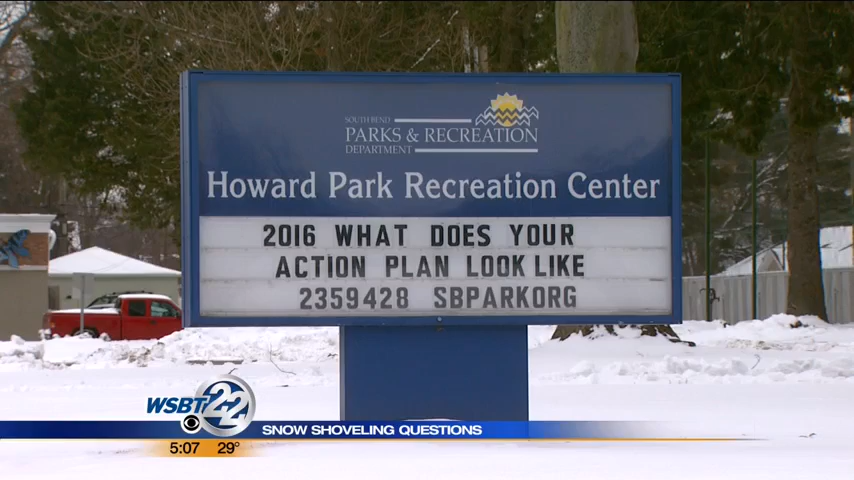 SOUTH BEND
PARKS & RECREATION
DEPARTMENT
Howard Park Recreation Center
2016 WHAT DOES YOUR
ACTION PLAN LOOK LIKE
2359428 SBPARKORG
WSBT 22
SNOW SHOVELING QUESTIONS
5:07 29°